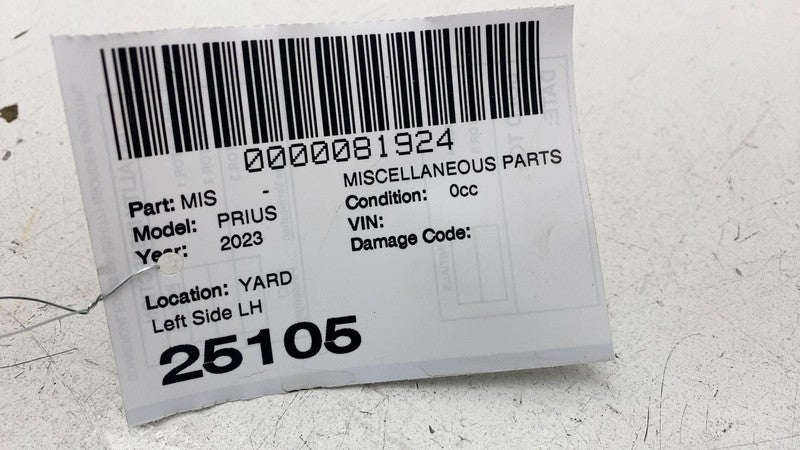 0000081924
Part: MIS -
MISCELLANEOUS PARTS
Model: PRIUS
Condition: 0cc
Year: 2023
VIN:
Damage Code:
Location: YARD
Left Side LH
25105